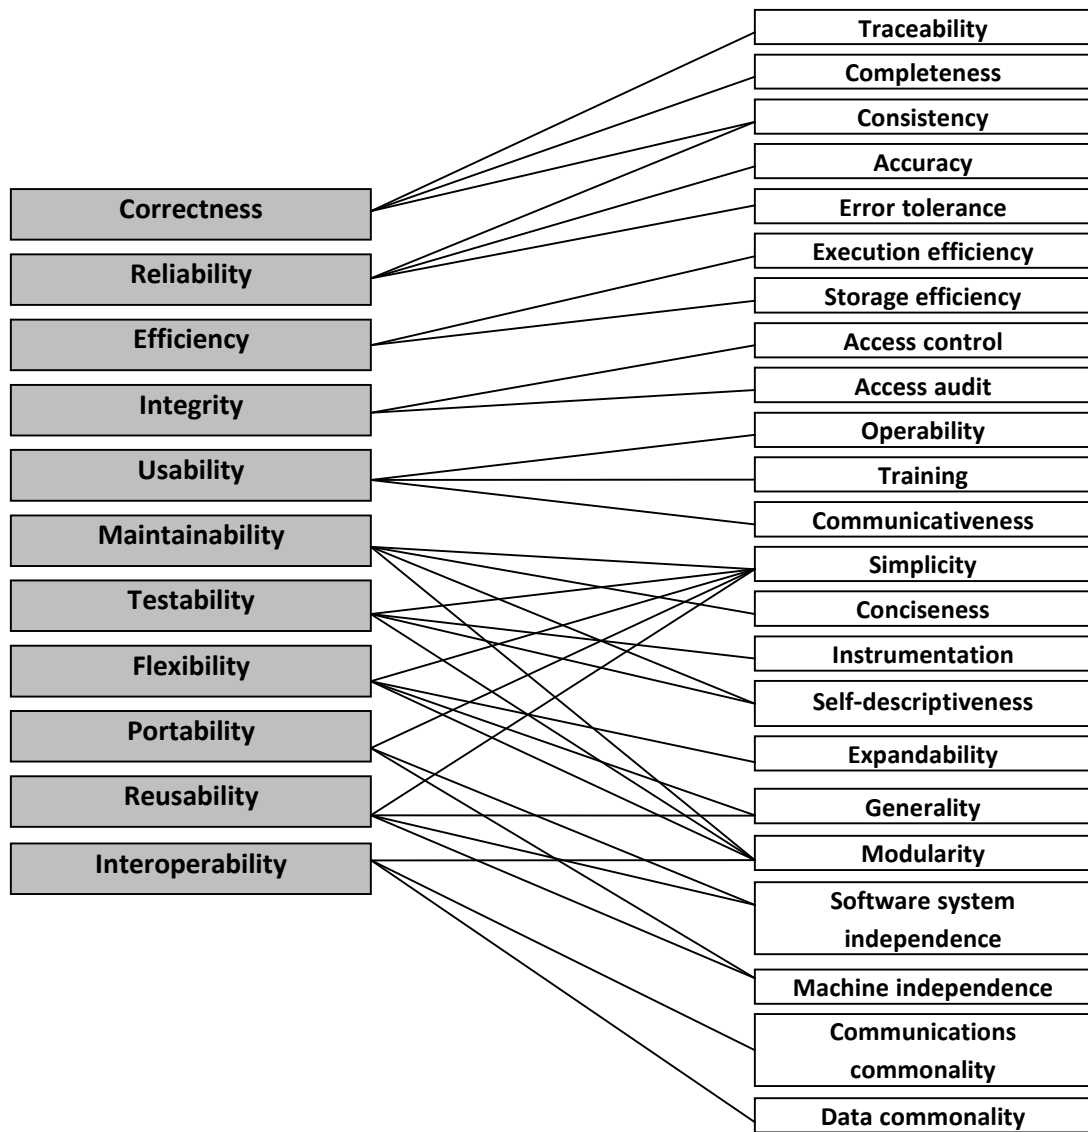 Correctness
Reliability
Efficiency
Integrity
Usability
Maintainability
Testability
Flexibility
Portability
Reusability
Interoperability
Traceability
Completeness
Consistency
Accuracy
Error tolerance
Execution efficiency
Storage efficiency
Access control
Access audit
Operability
Training
Communicativeness
Simplicity
Conciseness
Instrumentation
Self-descriptiveness
Expandability
Generality
Modularity
Software system
independence
Machine independence
Communications
commonality
Data commonality